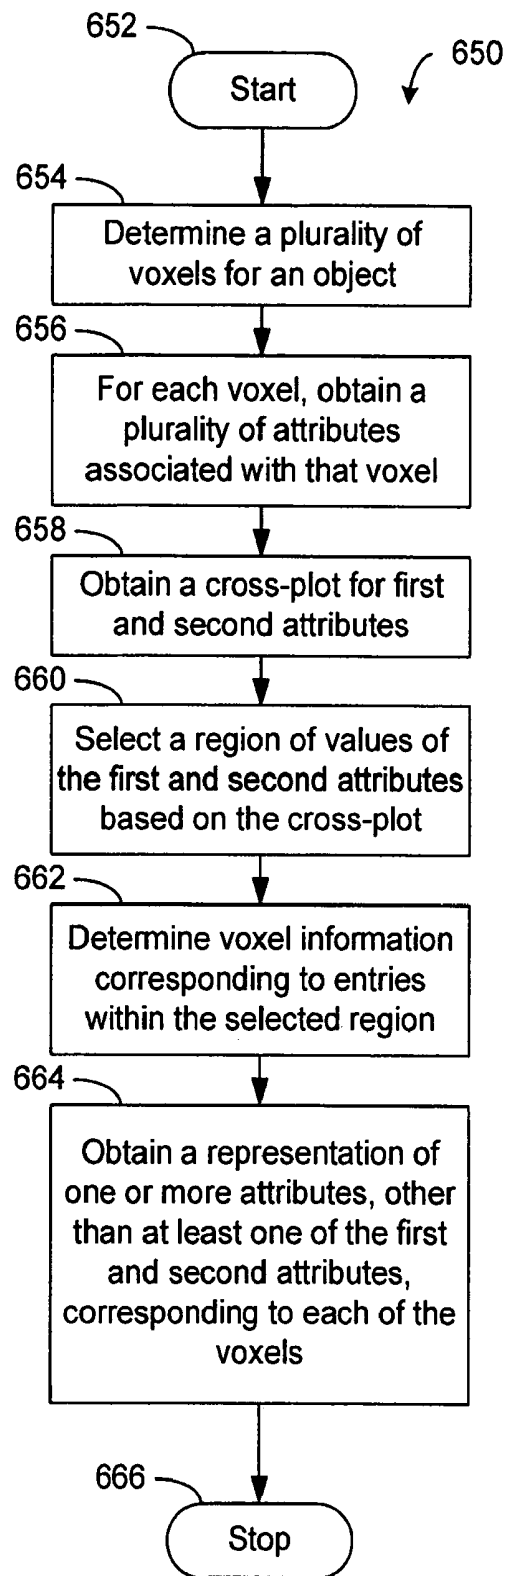 652
650
Start
654
Determine a plurality of
voxels for an object
656
For each voxel, obtain a
plurality of attributes
associated with that voxel
658
Obtain a cross-plot for first
and second attributes
660
Select a region of values of
the first and second attributes
based on the cross-plot
662
Determine voxel information
corresponding to entries
within the selected region
664
Obtain a representation of
one or more attributes, other
than at least one of the first
and second attributes,
corresponding to each of the
voxels
666
Stop